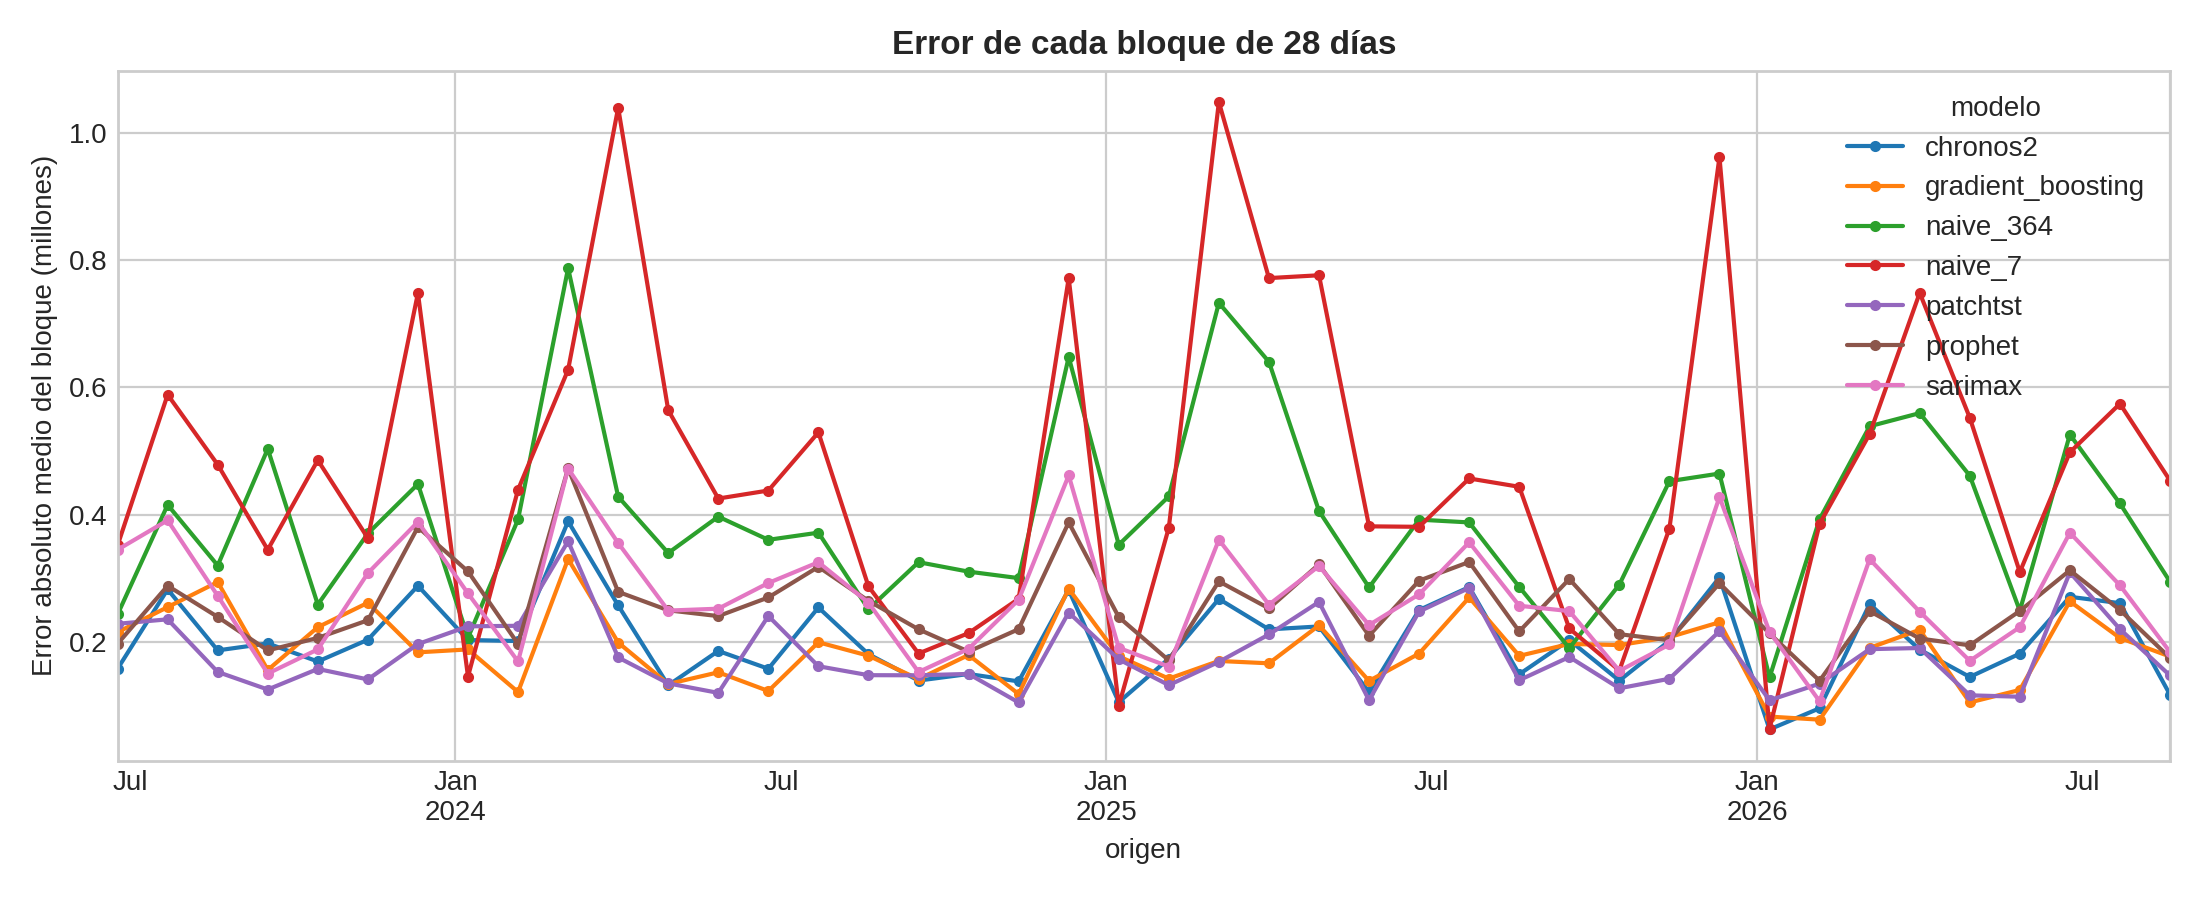 Error de cada bloque de 28 días
Error absoluto medio del bloque (millones)
1.0
0.8
0.6
0.4
0.2
modelo
chronos2
gradient_boosting
naive_364
naive_7
patchtst
prophet
sarimax
Jul
Jan
2024
Jul
Jan
2025
Jul
Jan
2026
Jul
origen